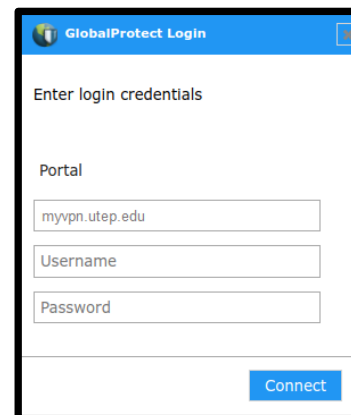 GlobalProtect Login
Enter login credentials
Portal
myvpn.utep.edu
Username
Password
Connect